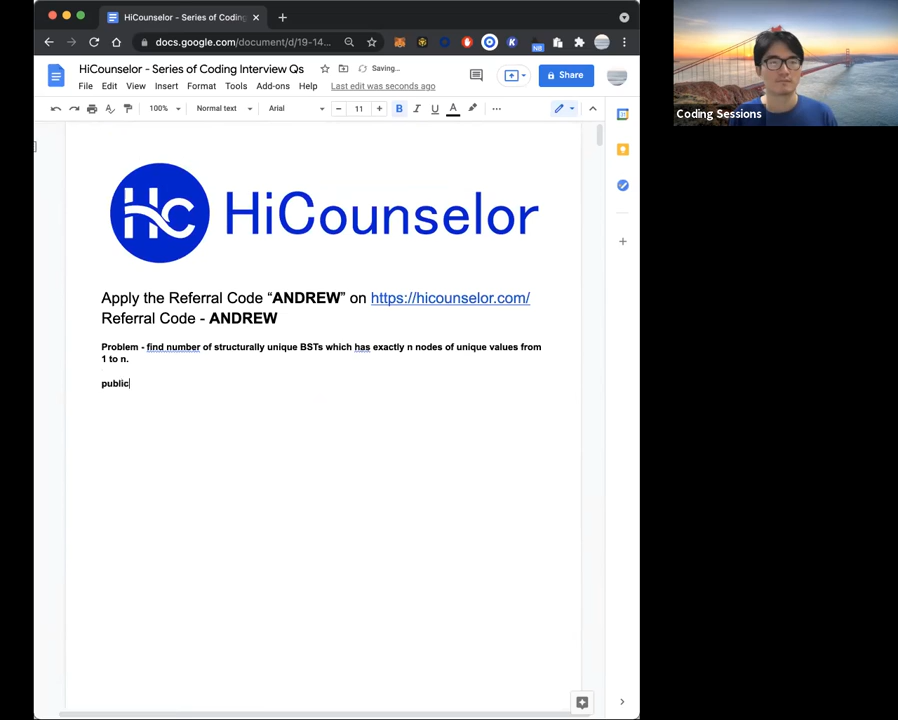 HiCounselor - Series of Coding
docs.google.com/document/d/19-14...
N8
HiCounselor - Series of Coding Interview Qs
Saving...
Share
File Edit View Insert Format Tools Add-ons Help Last edit was seconds ago
100% Normal text Arial 11 B I U A
Coding Sessions
Hc HiCounselor
Apply the Referral Code “ANDREW” on https://hicounselor.com/
Referral Code - ANDREW
Problem - find number of structurally unique BSTs which has exactly n nodes of unique values from
1 to n.
public